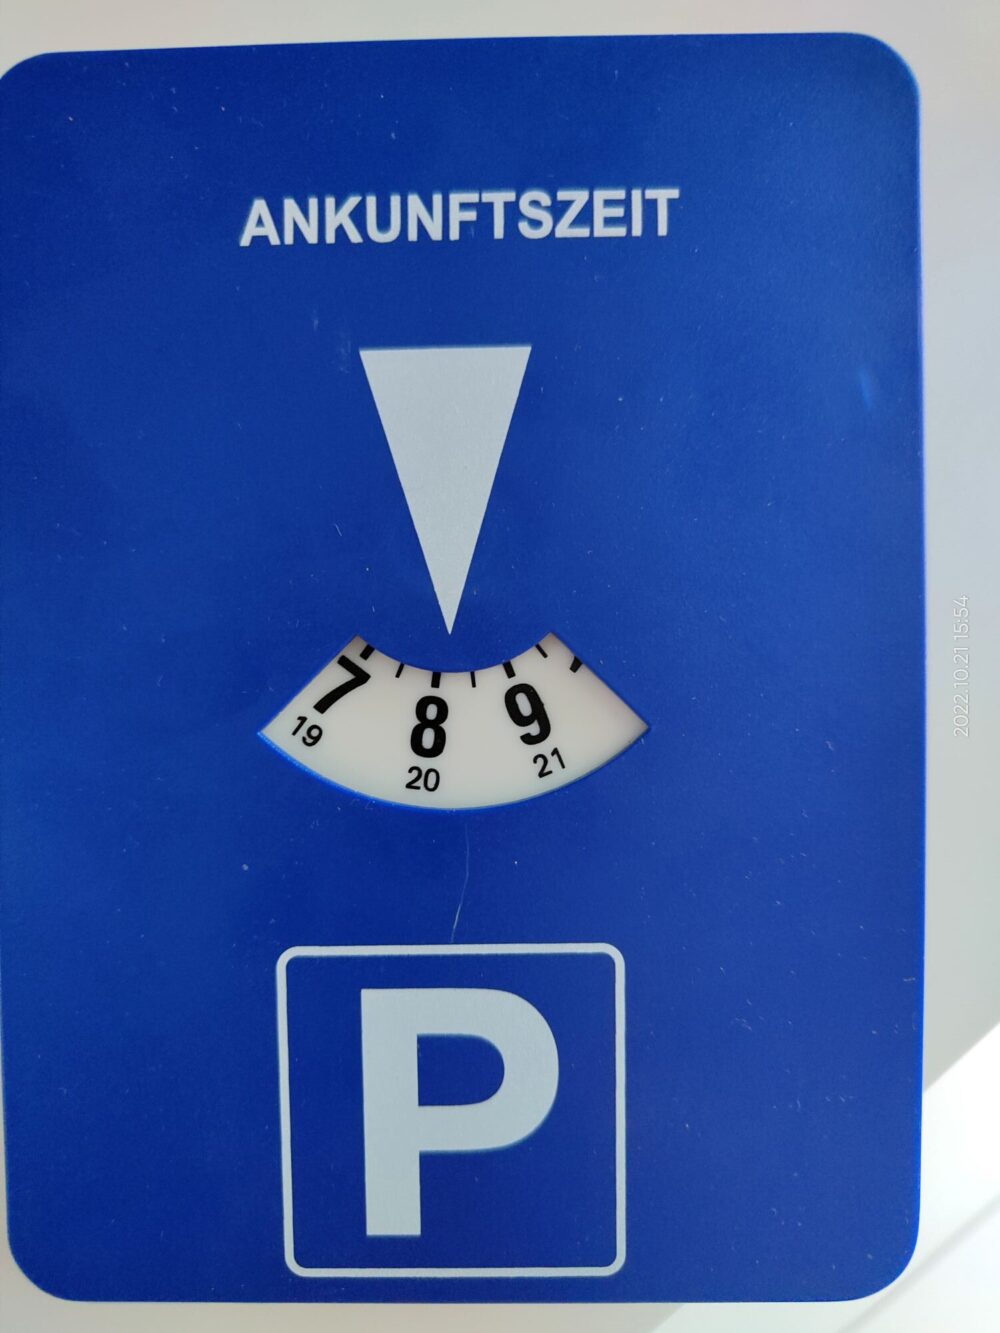 ANKUNFTSZEIT
7 8 9
19 20 21
P
2022.10.21 15:54